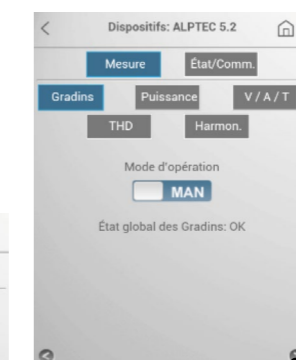 Dispositifs: ALPTEC 5.2
Mesure État/Comm.
Gradins Puissance V / A / T
THD Harmon.
Mode d'opération
MAN
État global des Gradins: OK